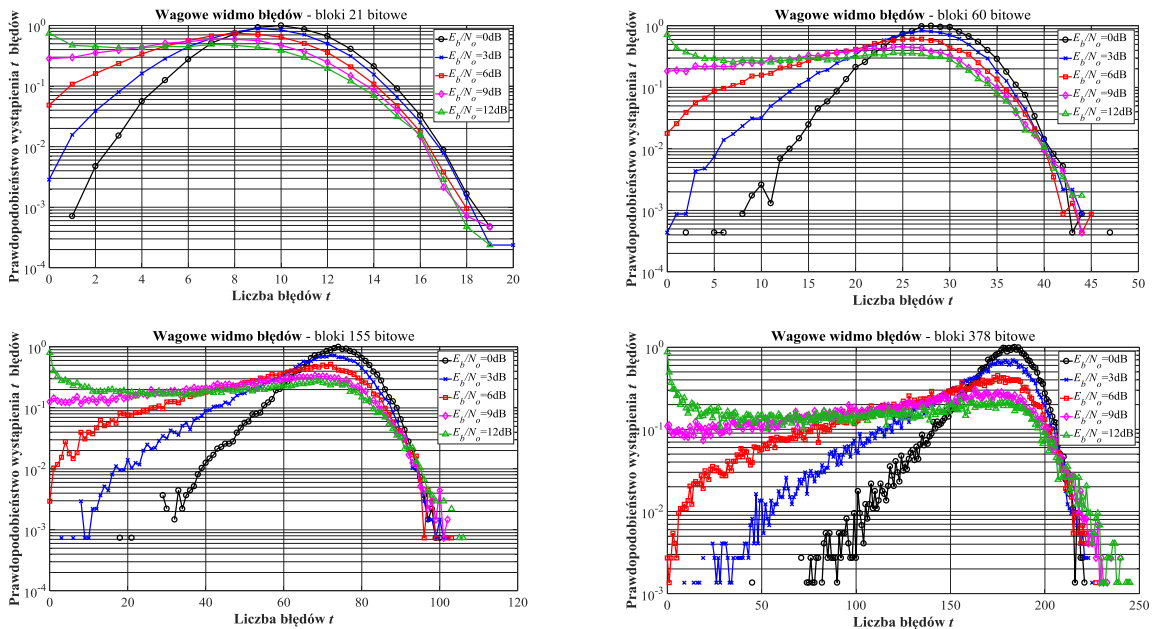 Wagowe widmo błędów - bloki 21 bitowe
Prawdopodobieństwo wystąpienia t błędów
10^0
10^-1
10^-2
10^-3
10^-4
E_b/N_o =0dB
E_b/N_o =3dB
E_b/N_o =6dB
E_b/N_o =9dB
E_b/N_o =12dB
0 2 4 6 8 10 12 14 16 18 20
Liczba błędów t
Wagowe widmo błędów - bloki 60 bitowe
Prawdopodobeństwo wystąpienia t błędów
10^0
10^-1
10^-2
10^-3
10^-4
E_b/N_o =0dB
E_b/N_o =3dB
E_b/N_o =6dB
E_b/N_o =9dB
E_b/N_o =12dB
0 5 10 15 20 25 30 35 40 45 50
Liczba błędów t
Wagowe widmo błędów - bloki 155 bitowe
Prawdopodobieństwo wystąpienia t błędów
10^0
10^-1
10^-2
10^-3
10^-4
E_b/N_o =0dB
E_b/N_o =3dB
E_b/N_o =6dB
E_b/N_o =9dB
E_b/N_o =12dB
0 20 40 60 80 100 120
Liczba błędów t
Wagowe widmo błędów - bloki 378 bitowe
Prawdopodobieństwo wystąpienia t błędów
10^0
10^-1
10^-2
10^-3
E_b/N_o =0dB
E_b/N_o =3dB
E_b/N_o =6dB
E_b/N_o =9dB
E_b/N_o =12dB
0 50 100 150 200 250
Liczba błędów t